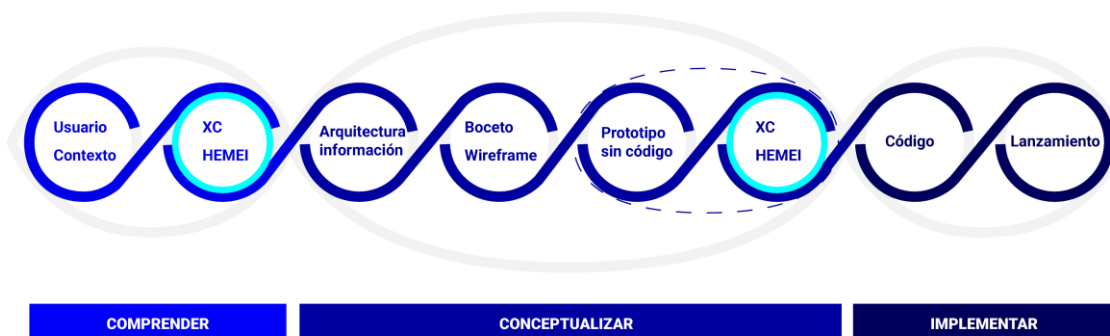 Usuario
Contexto
XC
HEMEI
Arquitectura
información
Boceto
Wireframe
Prototipo
sin código
XC
HEMEI
Código
Lanzamiento
COMPRENDER
CONCEPTUALIZAR
IMPLEMENTAR